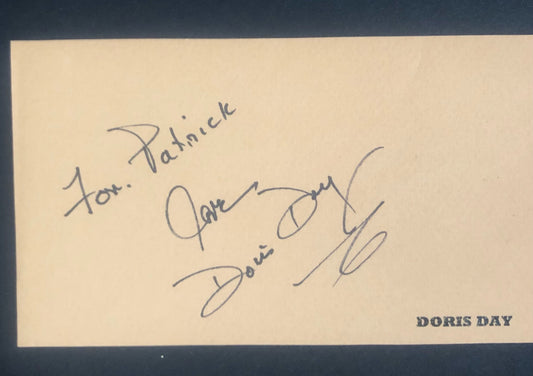 For. Patrick
Love
Doris Day
DORIS DAY